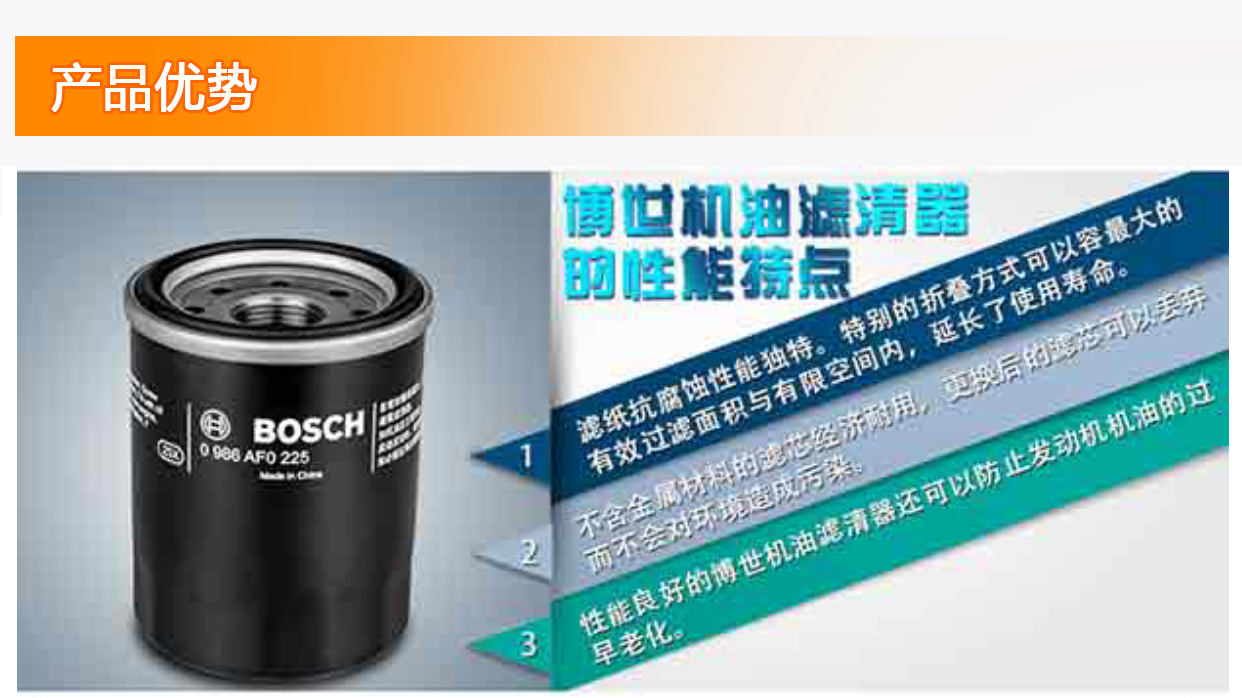 产品优势
博世机油滤清器
的性能特点
BOSCH
0 986 AF0 225
Made in China
1
滤纸抗腐蚀性能独特。特别的折叠方式可以容最大的
有效过滤面积与有限空间内，延长了使用寿命。
2
不含金属材料的滤芯经济耐用，更换后的滤芯可以丢弃
而不会对环境造成污染。
3
性能良好的博世机油滤清器还可以防止发动机机油的过
早老化。